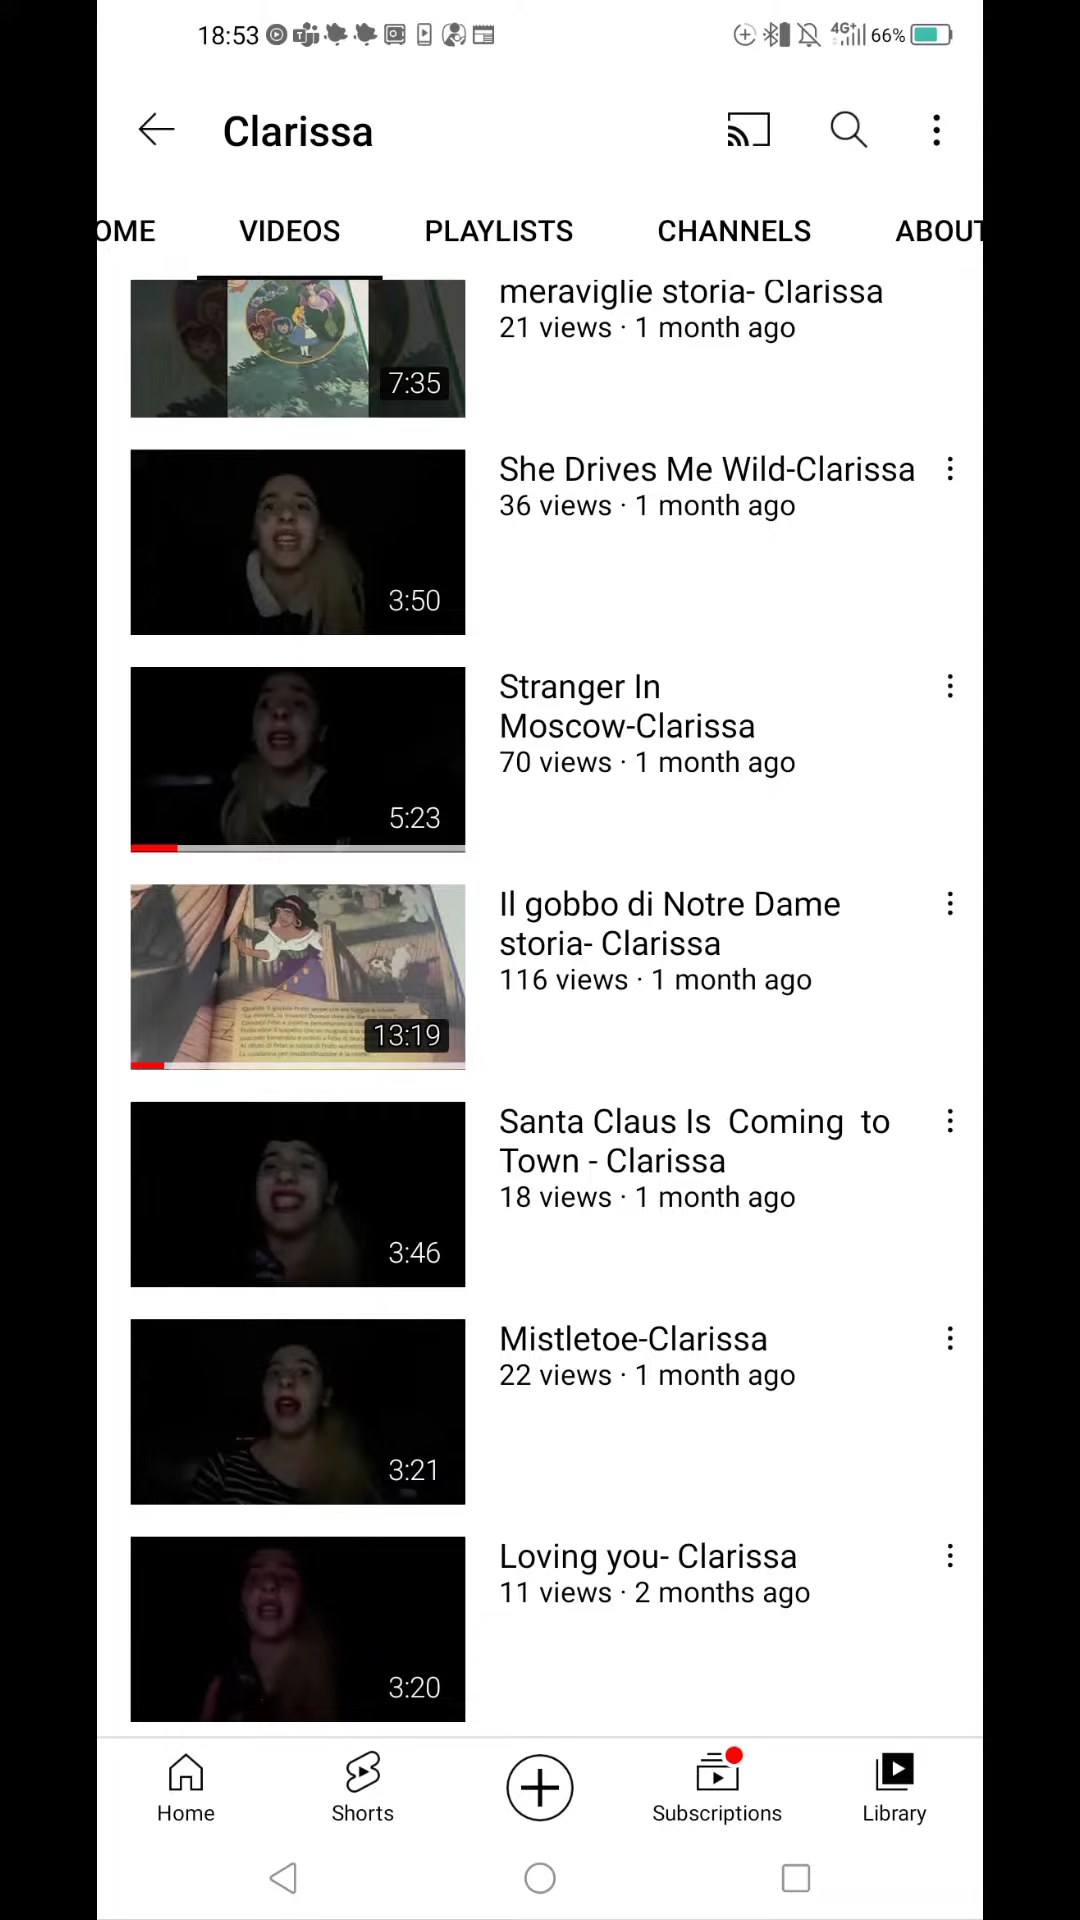 18:53
4G+
66%
Clarissa
OME
VIDEOS
PLAYLISTS
CHANNELS
ABOUT
meraviglie storia- Clarissa
21 views · 1 month ago
7:35
She Drives Me Wild-Clarissa
36 views · 1 month ago
3:50
Stranger In
Moscow-Clarissa
70 views · 1 month ago
5:23
Il gobbo di Notre Dame
storia- Clarissa
116 views · 1 month ago
13:19
Santa Claus Is Coming to
Town - Clarissa
18 views · 1 month ago
3:46
Mistletoe-Clarissa
22 views · 1 month ago
3:21
Loving you- Clarissa
11 views · 2 months ago
3:20
Home
Shorts
Subscriptions
Library